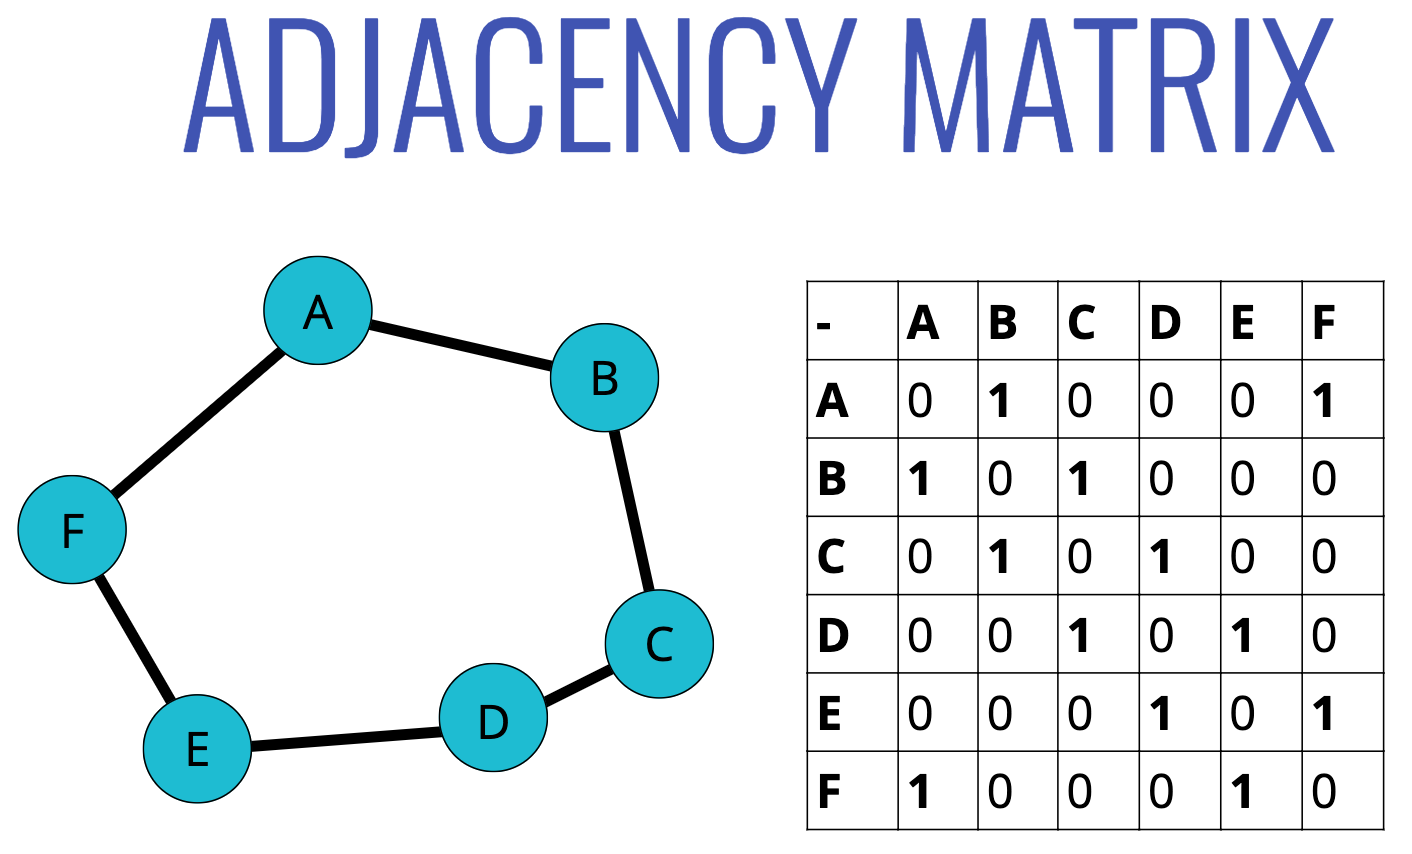 ADJACENCY MATRIX
A
B
F
C
D
E
- A B C D E F
A 0 1 0 0 0 1
B 1 0 1 0 0 0
C 0 1 0 1 0 0
D 0 0 1 0 1 0
E 0 0 0 1 0 1
F 1 0 0 0 1 0